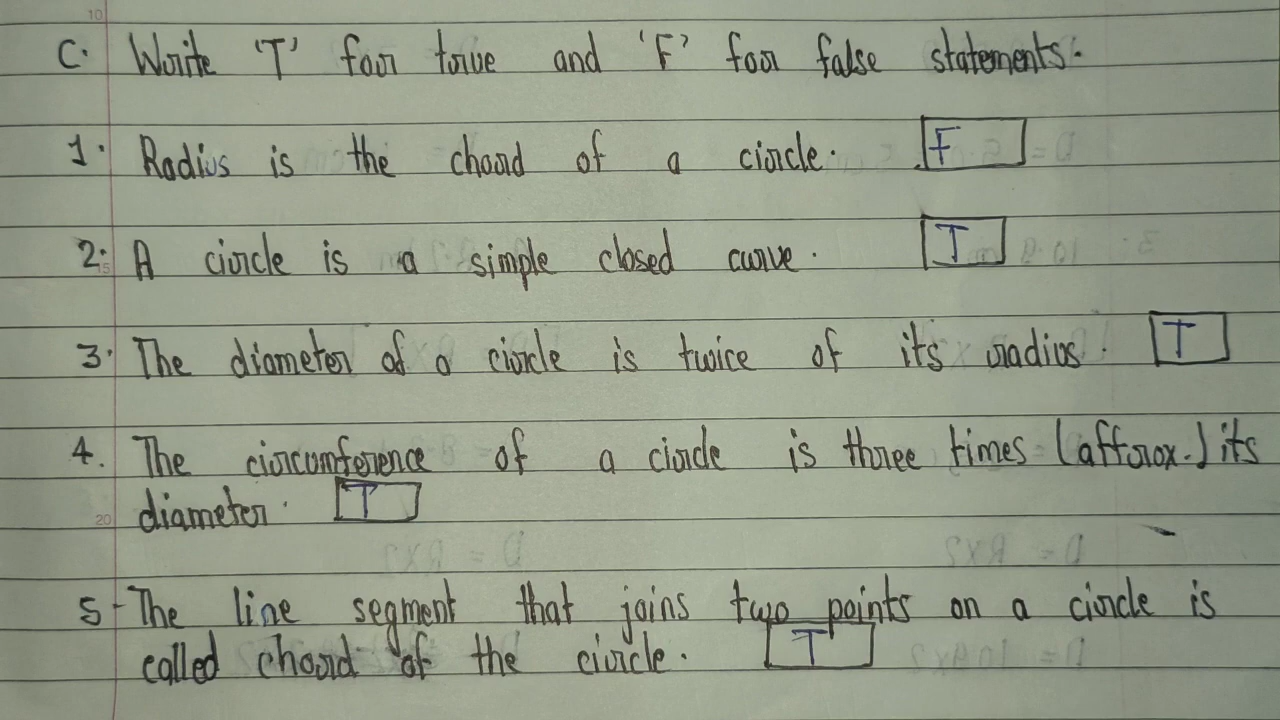 C. Write 'T' for true and 'F' for false statements:
1. Radius is the chord of a circle. F
2. A circle is a simple closed curve. T
3. The diameter of a circle is twice of its radius. T
4. The circumference of a circle is three times (approx.) its
diameter. T
5 - The line segment that joins two points on a circle is
called chord of the circle. T